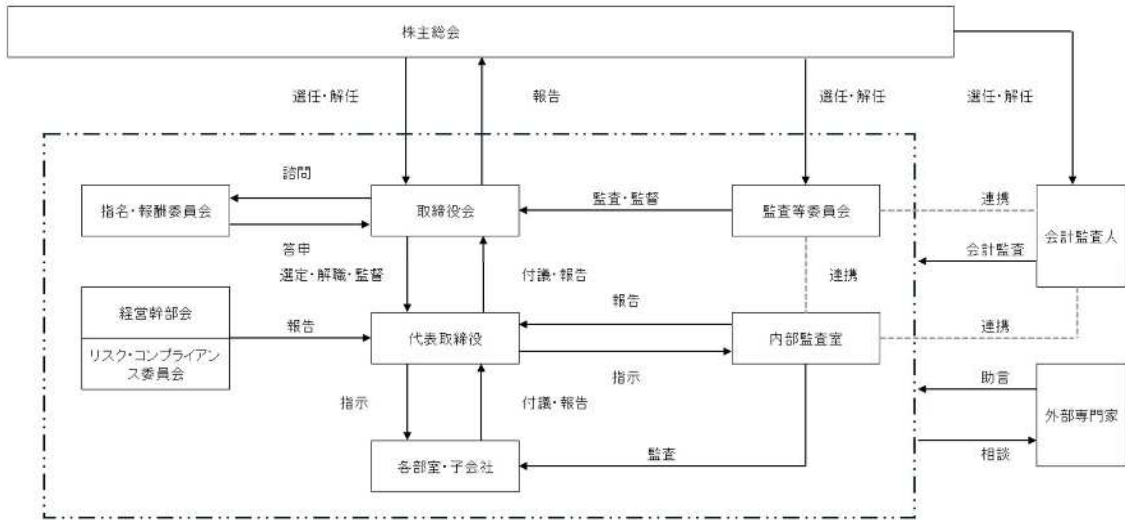 株主総会
選任・解任
報告
選任・解任
選任・解任
諮問
指名・報酬委員会
取締役会
監査・監督
監査等委員会
連携
会計監査人
答申
会計監査
選定・解職・監督
付議・報告
連携
経営幹部会
報告
報告
代表取締役
内部監査室
連携
リスク・コンプライアン
ス委員会
指示
助言
指示
付議・報告
外部専門家
各部室・子会社
監査
相談